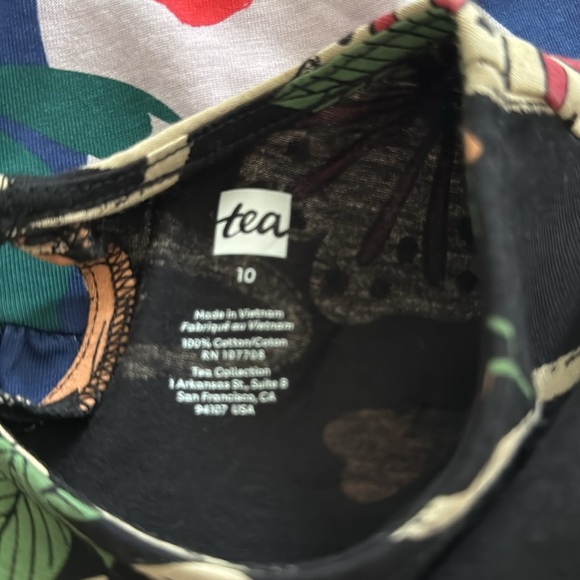 tea
10
Made in Vietnam
Fabriqué au Vietnam
100% Cotton/Coton
RN 107708
Tea Collection
1 Arkansas St., Suite B
San Francisco, CA
94107 USA